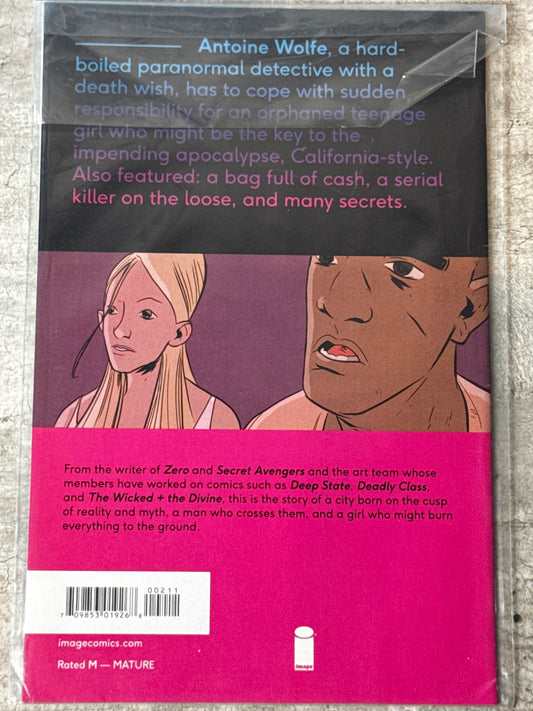 Antoine Wolfe, a hard-
boiled paranormal detective with a
death wish, has to cope with sudden
responsibility for an orphaned teenage
girl who might be the key to the
impending apocalypse, California-style.
Also featured: a bag full of cash, a serial
killer on the loose, and many secrets.
From the writer of Zero and Secret Avengers and the art team whose
members have worked on comics such as Deep State, Deadly Class,
and The Wicked + the Divine, this is the story of a city born on the cusp
of reality and myth, a man who crosses them, and a girl who might burn
everything to the ground.
00211
7 09853 01926 8
imagecomics.com
image
Rated M — MATURE